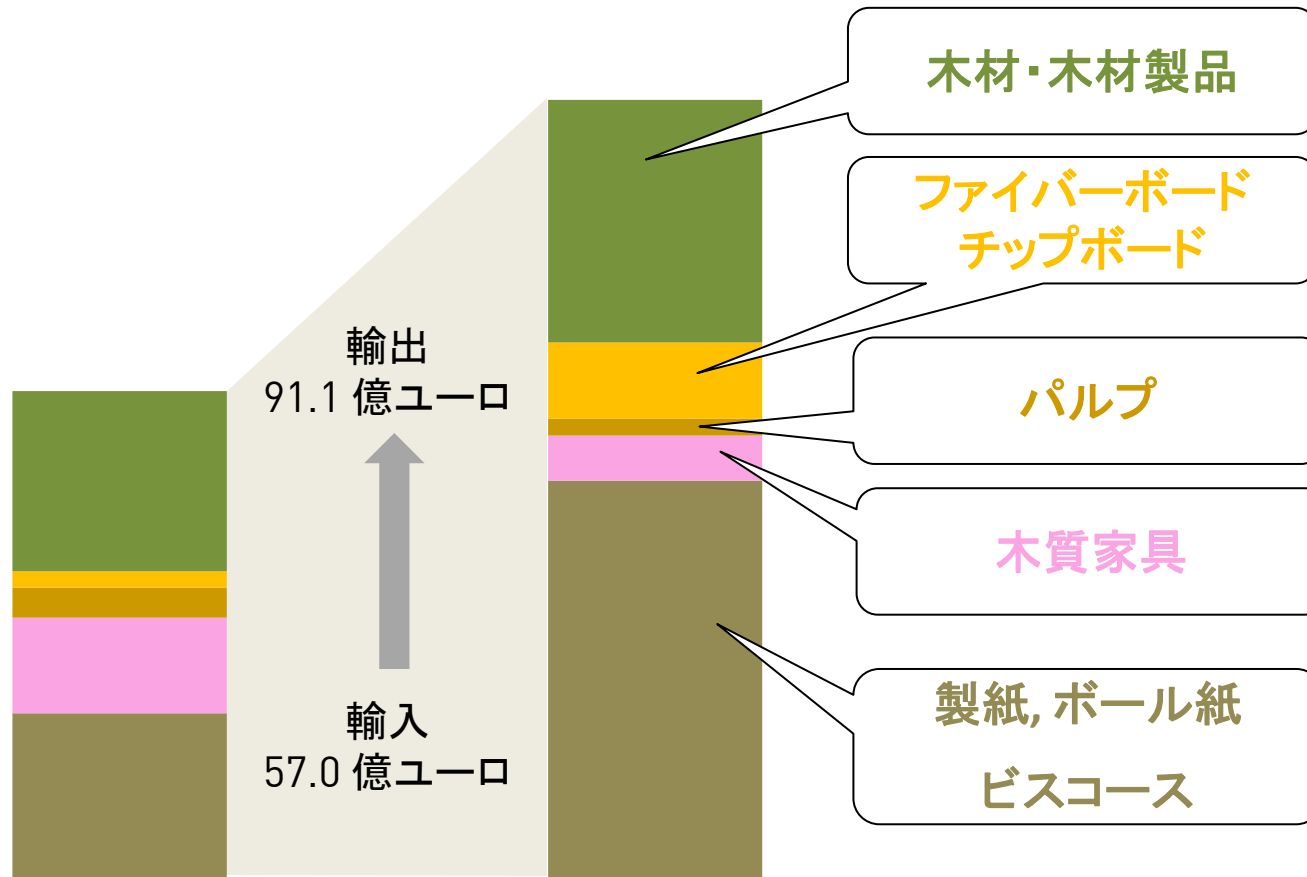 木材・木材製品
ファイバーボード
チップボード
輸出
91.1 億ユーロ
パルプ
木質家具
輸入
57.0 億ユーロ
製紙, ボール紙
ビスコース